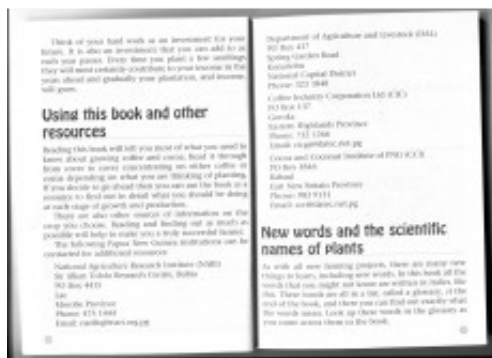 Think of your hard work as an investment for your
future. It is also an investment that you can add to as
each year passes. Every time you plant a few seedlings
they will most certainly contribute to your income in the
years ahead and gradually your plantation, and income,
will grow.
Using this book and other
resources
Reading this book will tell you most of what you need to
know about growing coffee and cocoa. Read it through
from cover to cover concentrating on either coffee or
cocoa depending on what you are thinking of planting.
If you decide to go ahead then you can use the book as a
resource to find out in detail what you should be doing
at each stage of growth and production.
There are also other sources of information on the
crop you choose. Reading and finding out as much as
possible will help to make you a truly successful farmer.
The following Papua New Guinea institutions can be
contacted for additional resources:
National Agriculture Research Institute (NARI)
Sir Alkan Tololo Research Centre, Bubia
PO Box 4415
Lae
Morobe Province
Phone: 475
Email:
Department of Agriculture and Livestock (DAL)
PO Box 417
Spring Garden Road
Konedobu
National Capital District
Phone: 321
Coffee Industry Corporation Ltd (CIC)
PO Box 137
Goroka
Eastern Highlands Province
Phone: 732 1266
Email:
Cocoa and Coconut Institute of PNG (CCI)
PO Box 1846
Rabaul
East New Britain Province
Phone: 983 9131
Email:
New words and the scientific
names of plants
As with all new farming projects, there are many new
things to learn, including new words. In this book all the
words that you might not know are written in italics, like
this. These words are all in a list, called a glossary, at the
end of the book, and there you can find out exactly what
the words mean. Look up these words in the glossary as
you come across them in the book.